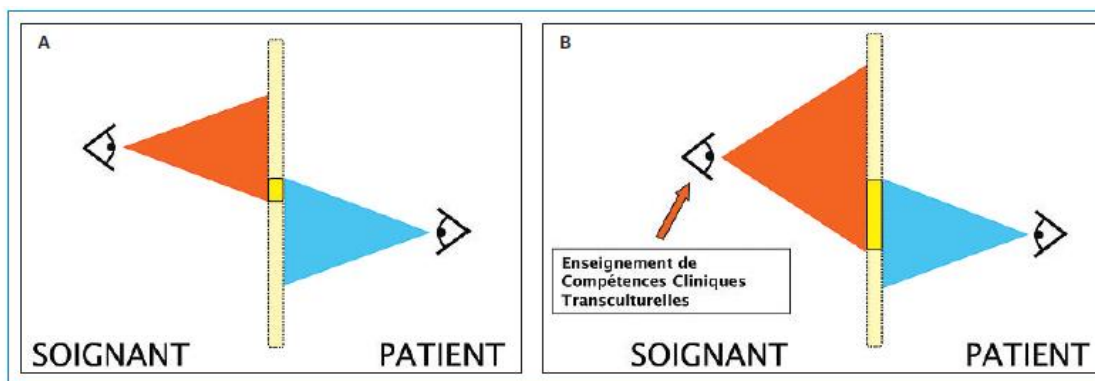 A
SOIGNANT PATIENT
B
Enseignement de
Compétences Cliniques
Transculturelles
SOIGNANT PATIENT